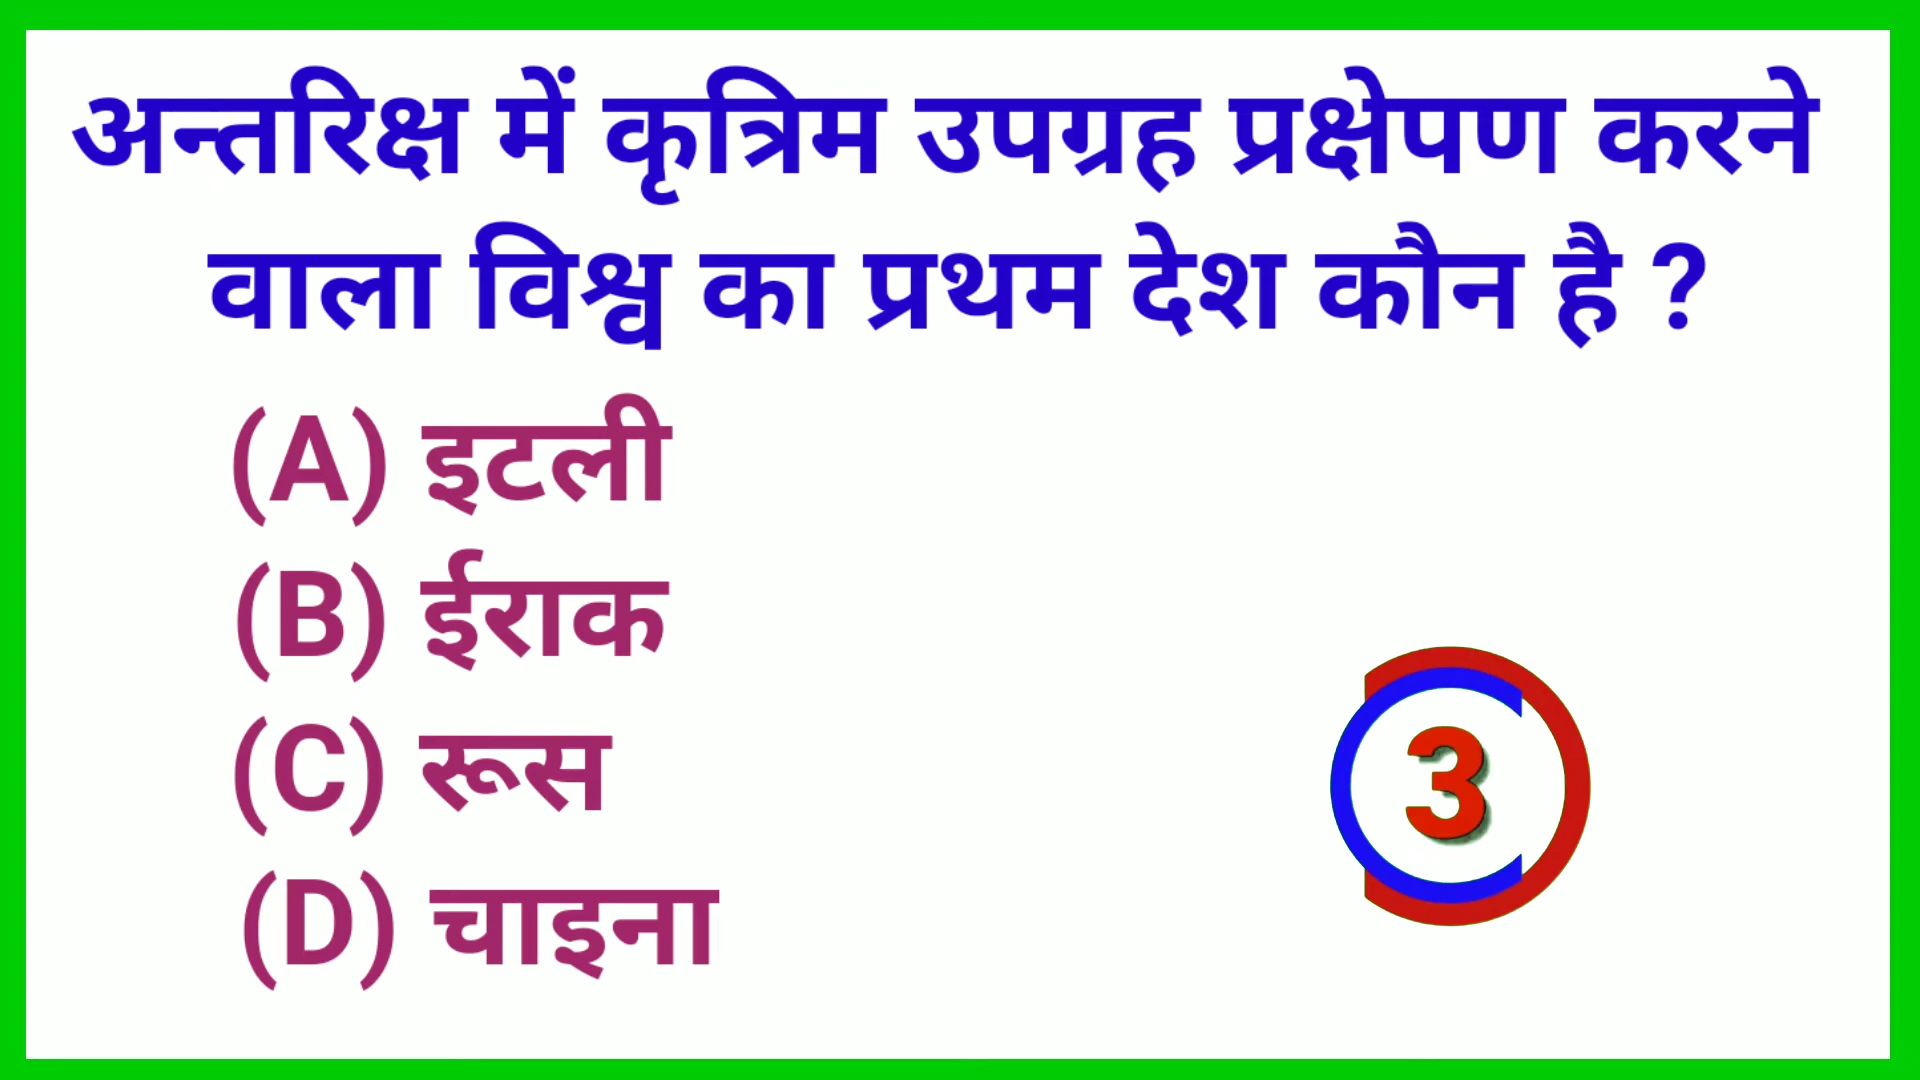 अन्तरिक्ष में कृत्रिम उपग्रह प्रक्षेपण करने
वाला विश्व का प्रथम देश कौन है ?
(A) इटली
(B) ईराक
(C) रूस
(D) चाइना
3